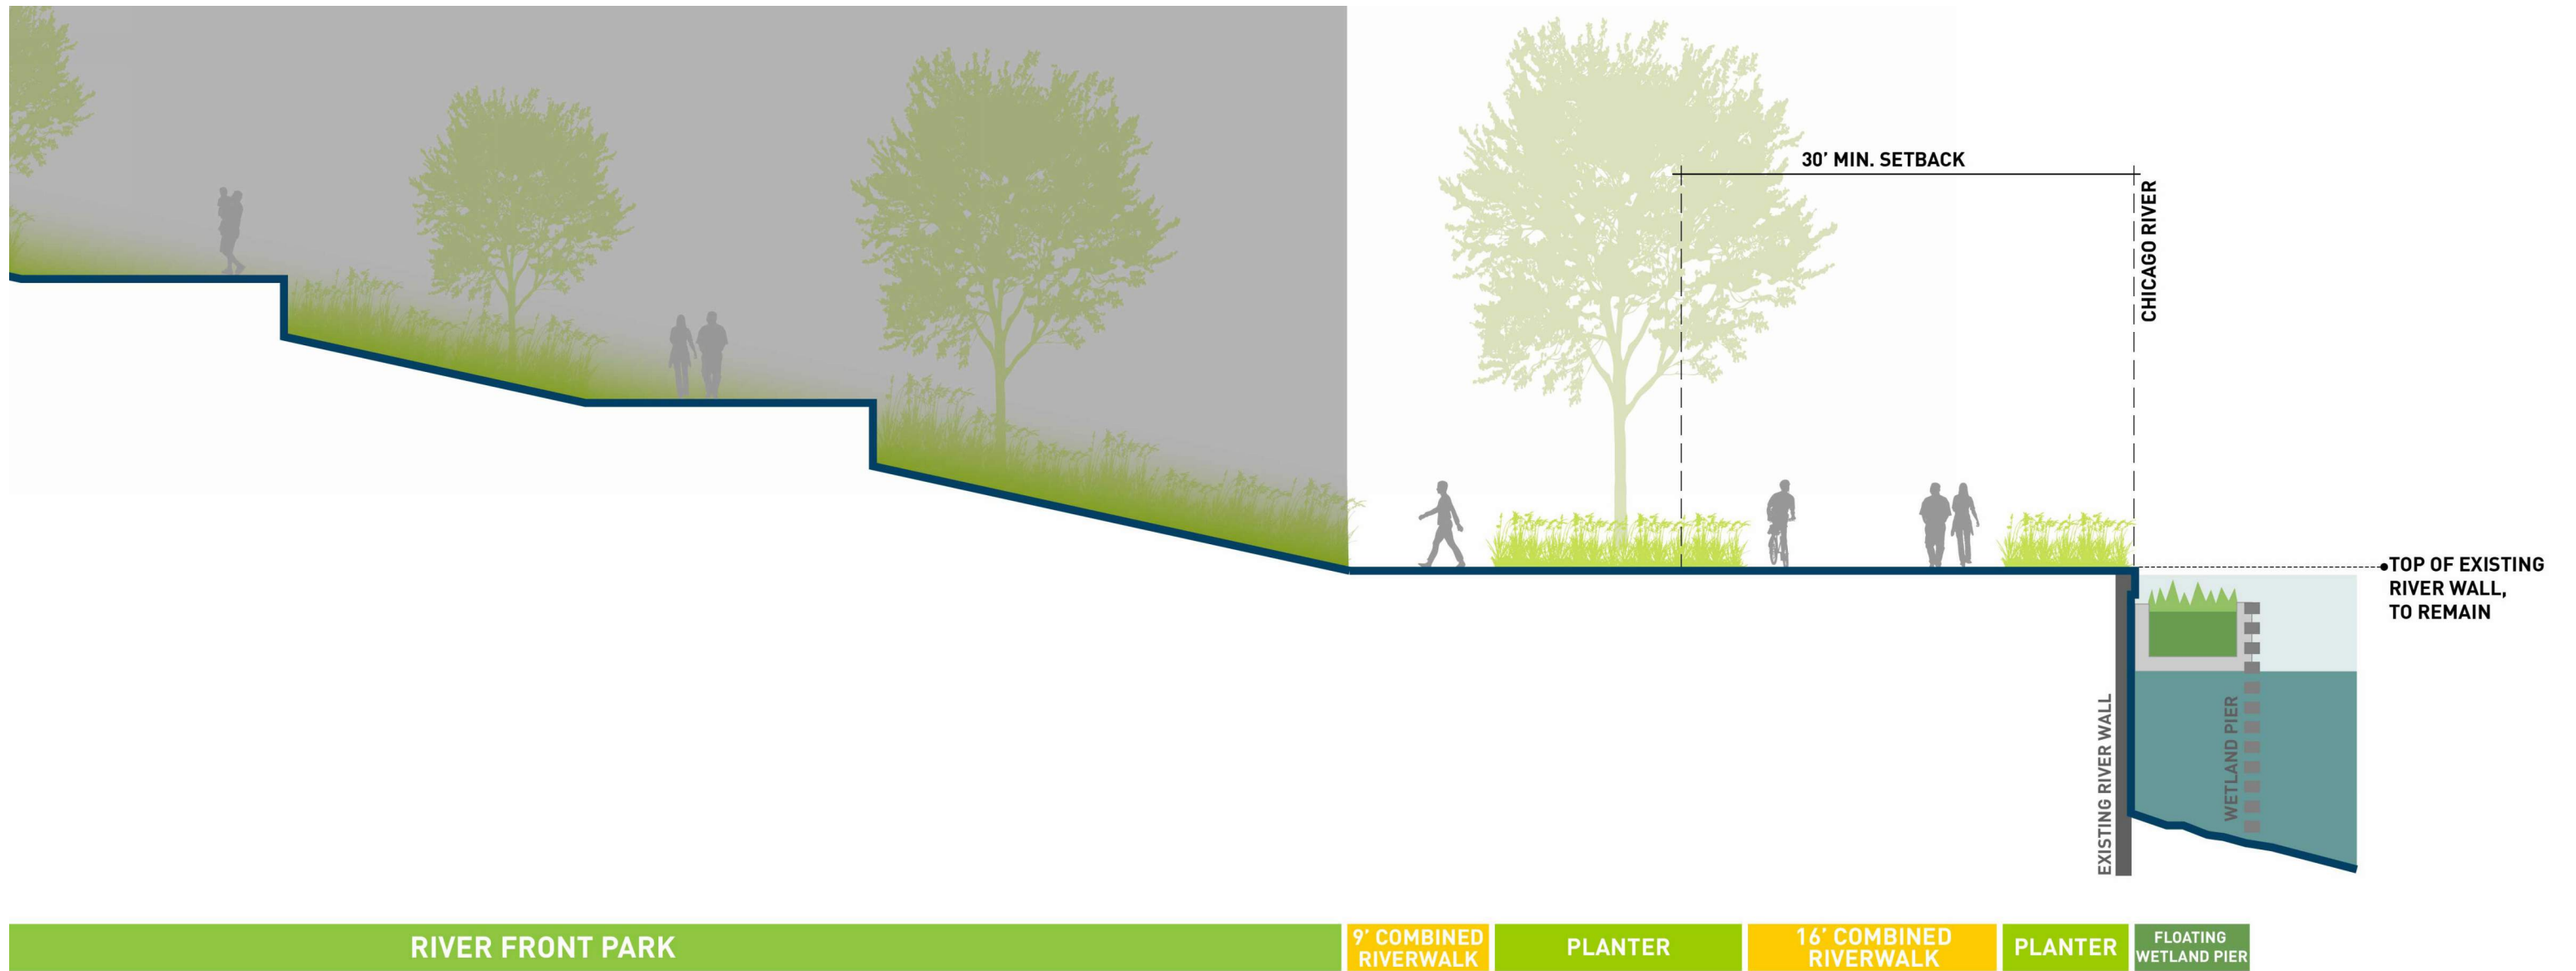 30' MIN. SETBACK
CHICAGO RIVER
TOP OF EXISTING
RIVER WALL,
TO REMAIN
EXISTING RIVER WALL
WETLAND PIER
RIVER FRONT PARK
9' COMBINED
RIVERWALK
PLANTER
16' COMBINED
RIVERWALK
PLANTER
FLOATING
WETLAND PIER